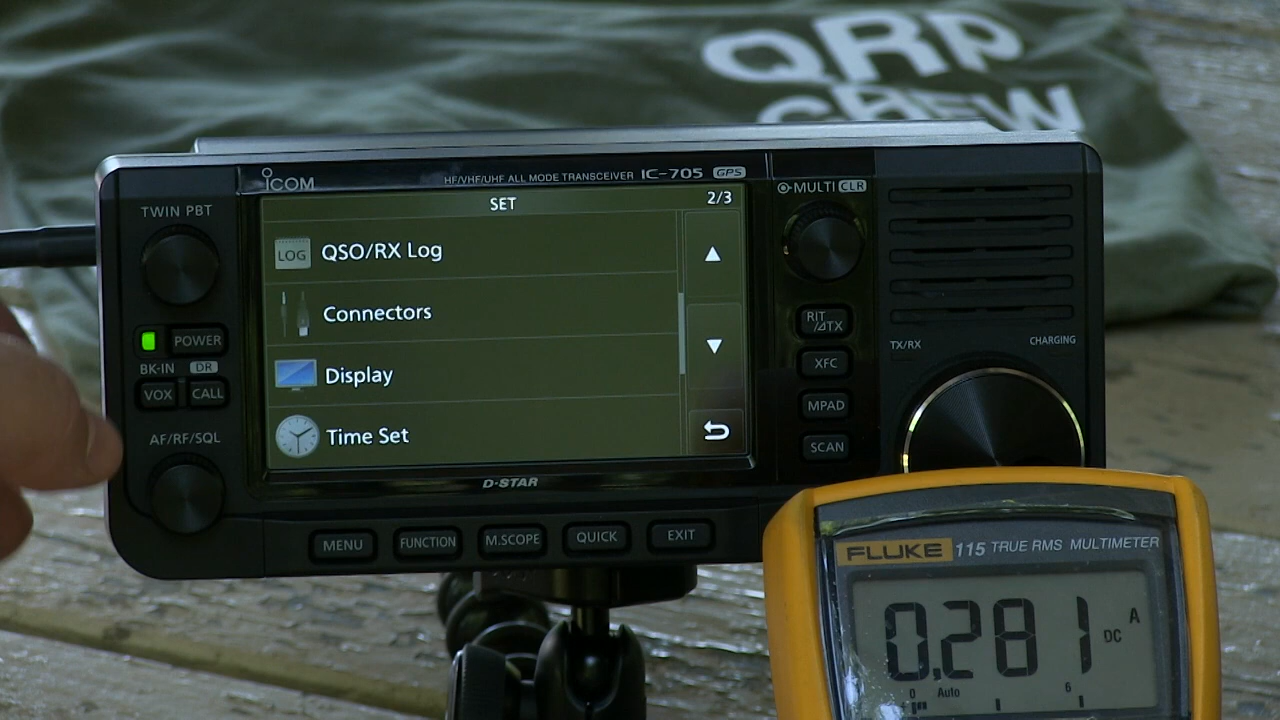 QRP
CREW
ICOM
HF/VHF/UHF ALL MODE TRANSCEIVER IC-705 GPS
MULTI CLR
TWIN PBT
SET
2/3
LOG QSO/RX Log
Connectors
Display
Time Set
POWER
BK-IN DR
VOX CALL
AF/RF/SQL
RIT
/⊿TX
XFC
MPAD
SCAN
TX/RX
CHARGING
D-STAR
MENU FUNCTION M.SCOPE QUICK EXIT
FLUKE 115 TRUE RMS MULTIMETER
0.281 A
DC
0 Auto 6